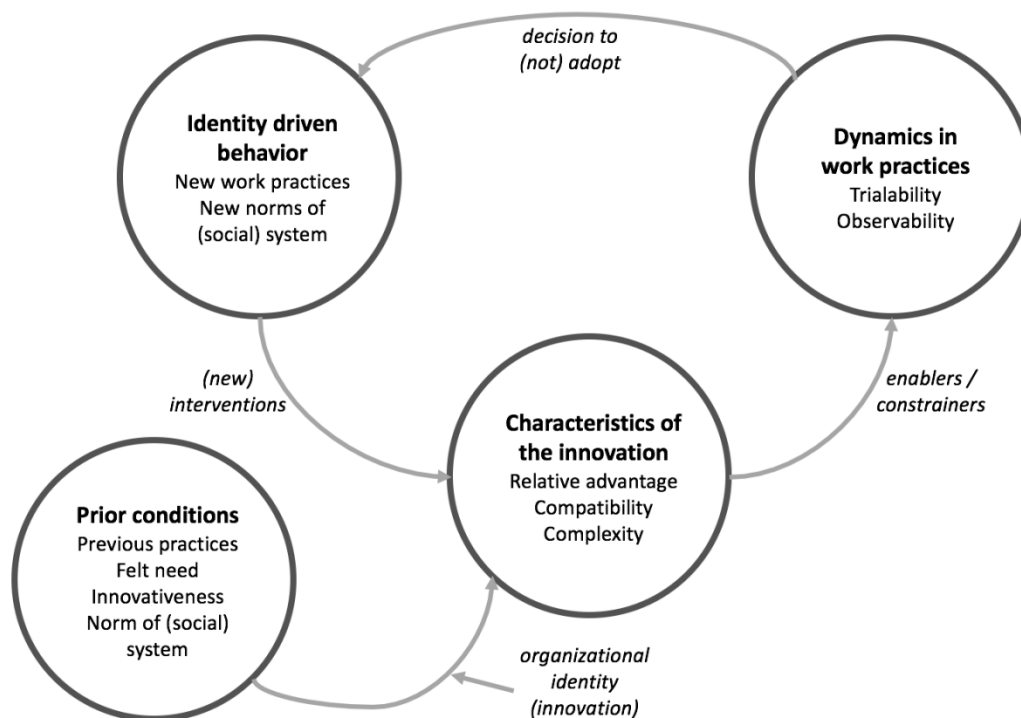 decision to
(not) adopt
Identity driven
behavior
New work practices
New norms of
(social) system
Dynamics in
work practices
Trialability
Observability
(new)
interventions
enablers /
constrainers
Characteristics of
the innovation
Relative advantage
Compatibility
Complexity
Prior conditions
Previous practices
Felt need
Innovativeness
Norm of (social)
system
organizational
identity
(innovation)